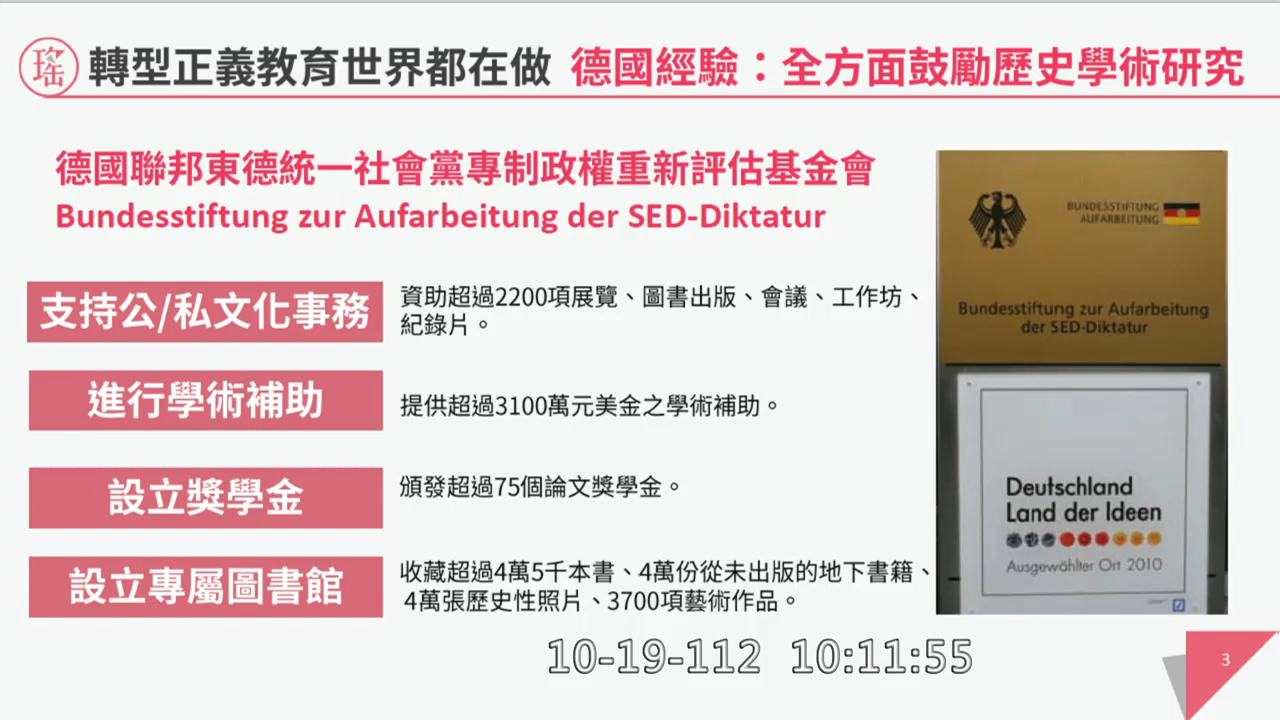 瑤 轉型正義教育世界都在做 德國經驗：全方面鼓勵歷史學術研究
德國聯邦東德統一社會黨專制政權重新評估基金會
Bundesstiftung zur Aufarbeitung der SED-Diktatur
支持公/私文化事務
資助超過2200項展覽、圖書出版、會議、工作坊、
紀錄片。
進行學術補助
提供超過3100萬元美金之學術補助。
設立獎學金
頒發超過75個論文獎學金。
設立專屬圖書館
收藏超過4萬5千本書、4萬份從未出版的地下書籍、
4萬張歷史性照片、3700項藝術作品。
BUNDESSTIFTUNG
AUFARBEITUNG
Bundesstiftung zur Aufarbeitung
der SED-Diktatur
Deutschland
Land der Ideen
Ausgewählter Ort 2010
10-19-112 10:11:55
3